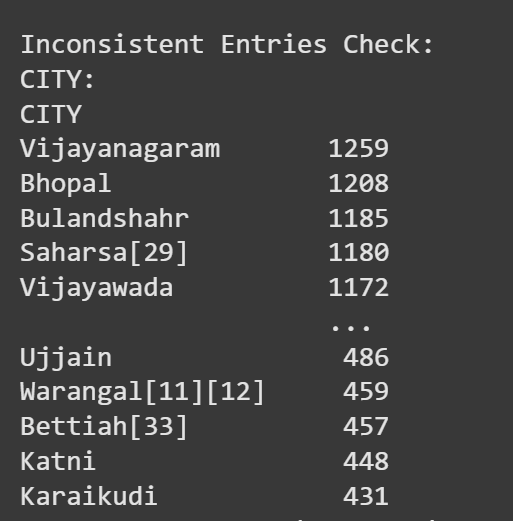 Inconsistent Entries Check:
CITY:
CITY
Vijayanagaram 1259
Bhopal 1208
Bulandshahr 1185
Saharsa[29] 1180
Vijayawada 1172
...
Ujjain 486
Warangal[11][12] 459
Bettiah[33] 457
Katni 448
Karaikudi 431